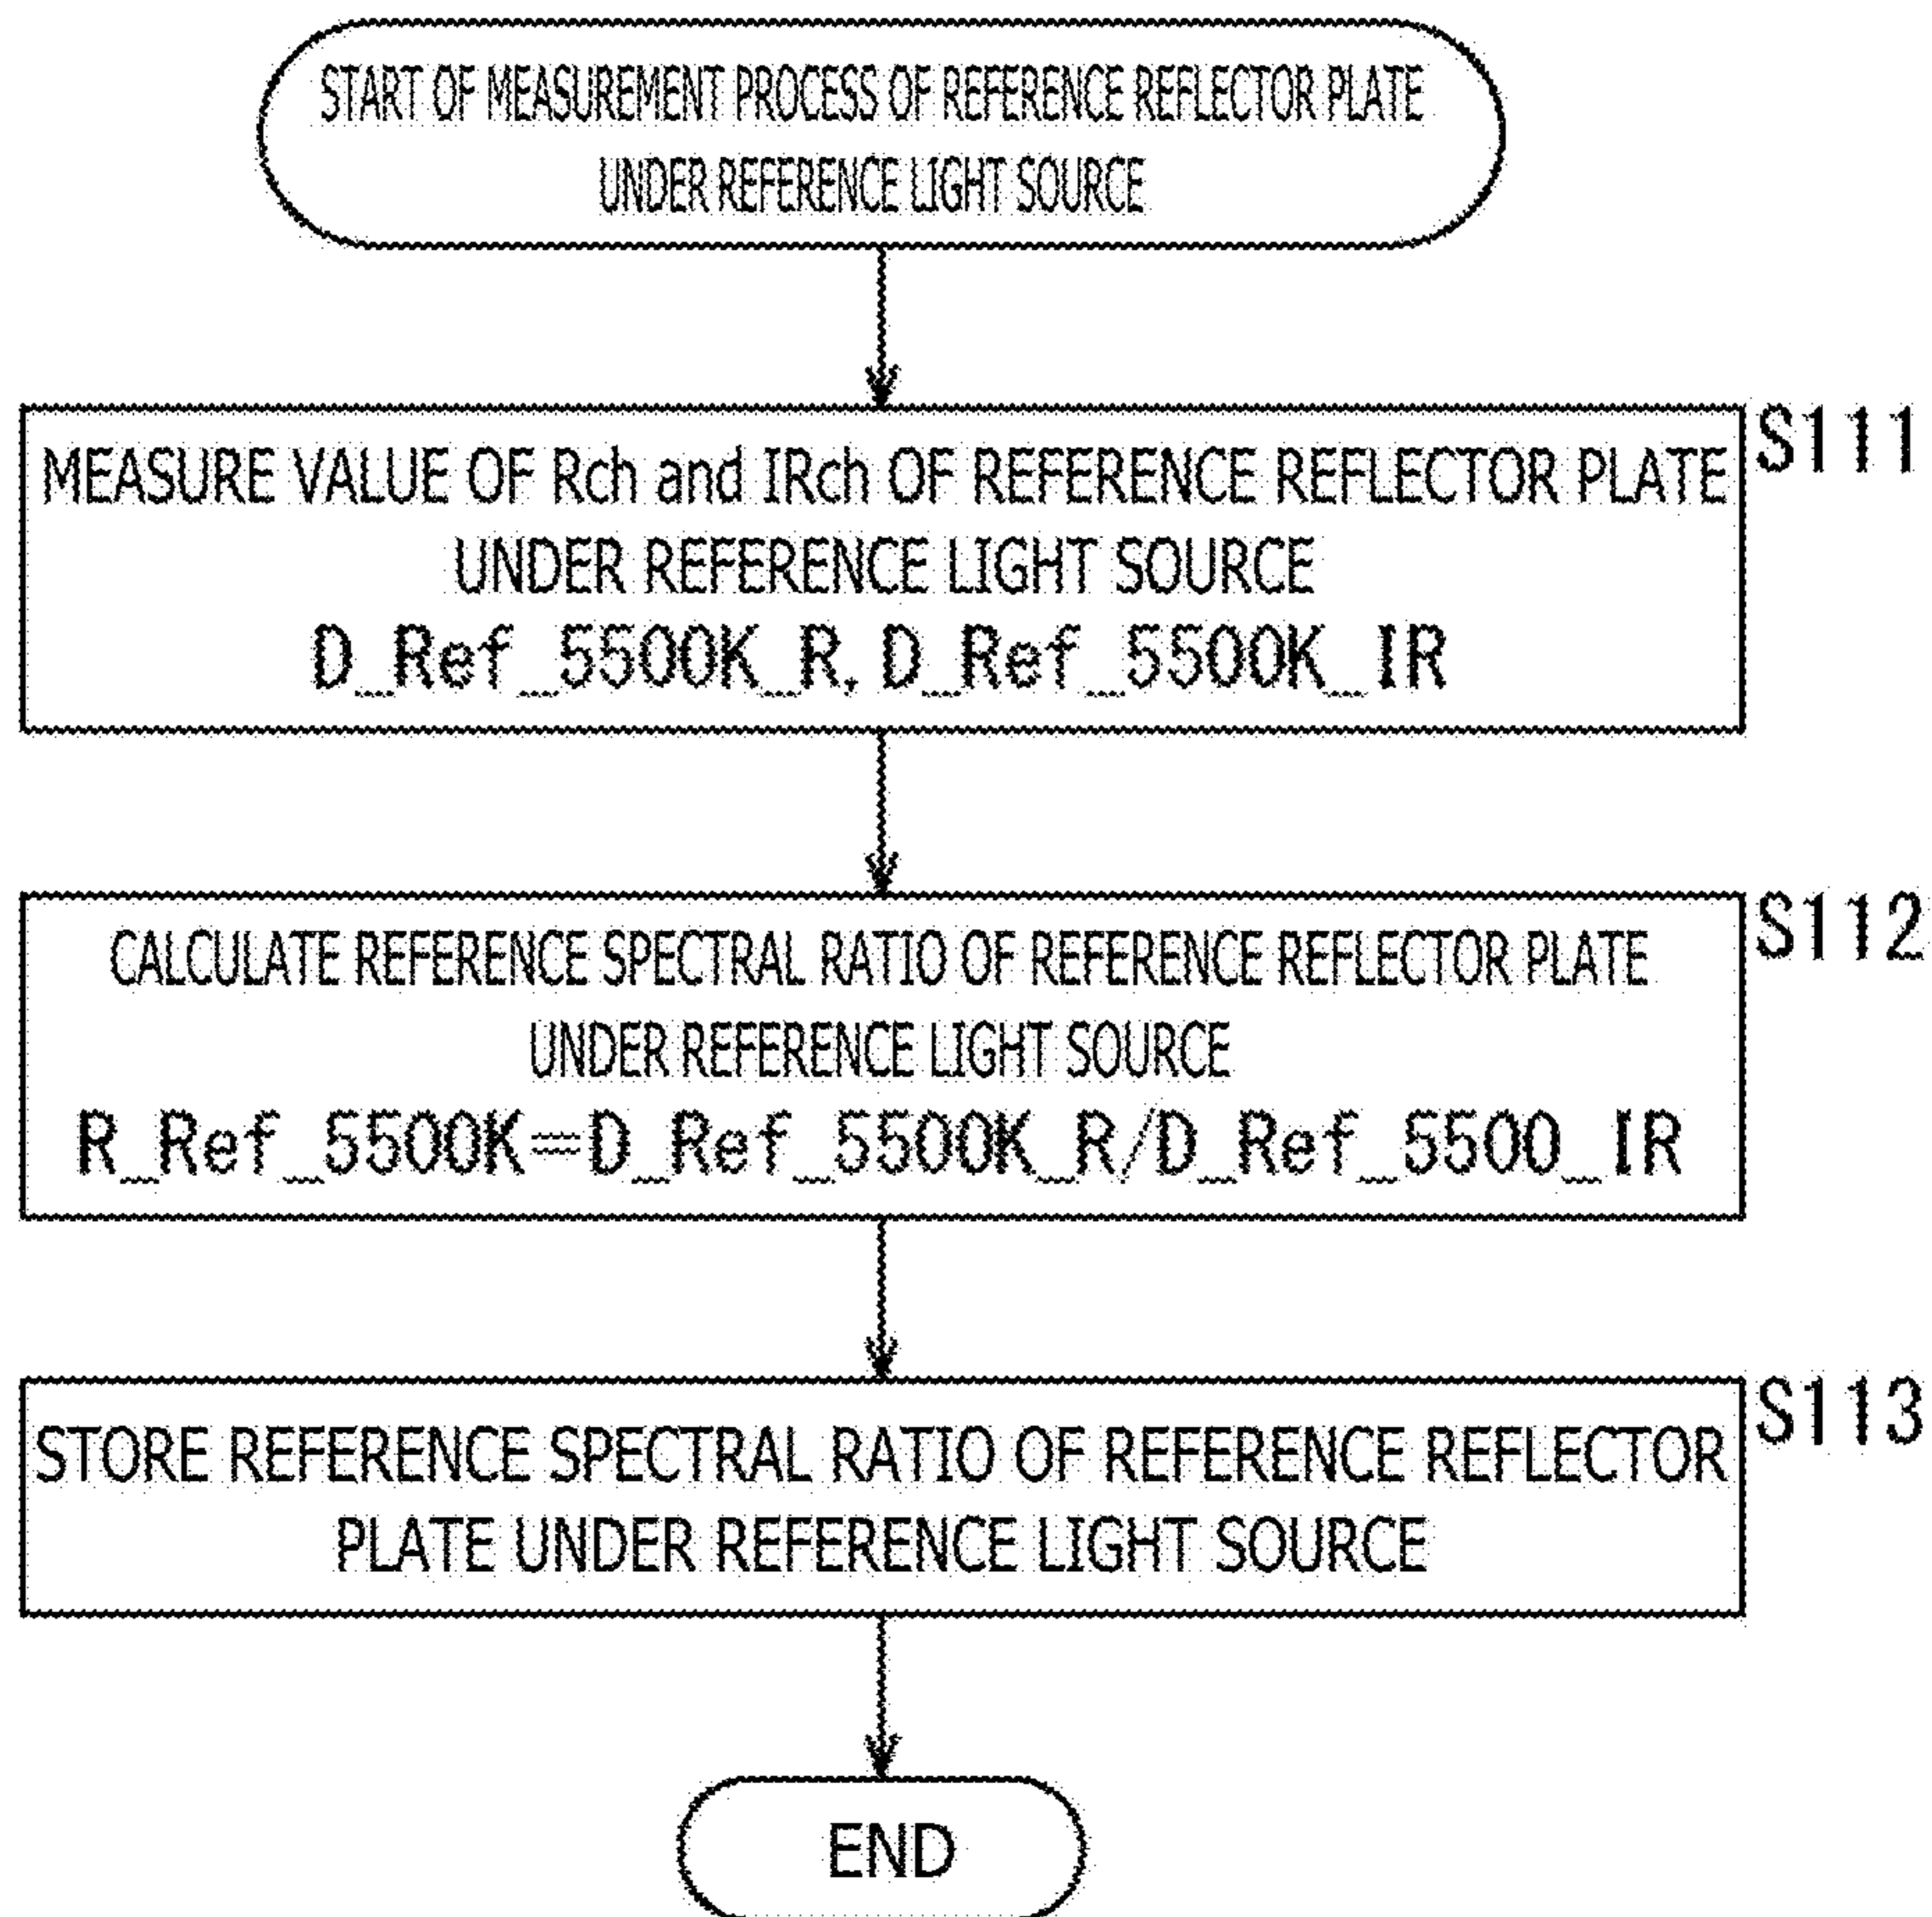 START OF MEASUREMENT PROCESS OF REFERENCE REFLECTOR PLATE
UNDER REFERENCE LIGHT SOURCE
S111
MEASURE VALUE OF Rch and IRch OF REFERENCE REFLECTOR PLATE
UNDER REFERENCE LIGHT SOURCE
D_Ref_5500K_R, D_Ref_5500K_IR
S112
CALCULATE REFERENCE SPECTRAL RATIO OF REFERENCE REFLECTOR PLATE
UNDER REFERENCE LIGHT SOURCE
R_Ref_5500K=D_Ref_5500K_R/D_Ref_5500_IR
S113
STORE REFERENCE SPECTRAL RATIO OF REFERENCE REFLECTOR
PLATE UNDER REFERENCE LIGHT SOURCE
END